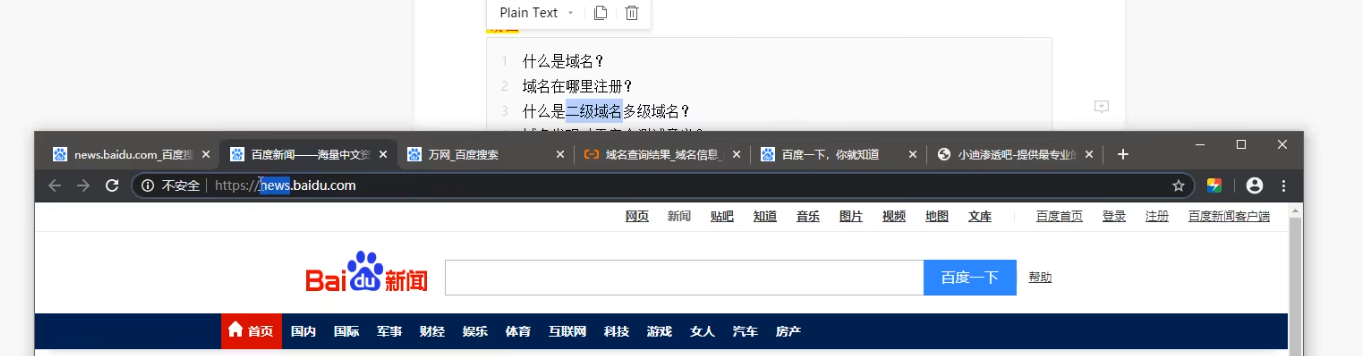 Plain Text
1 什么是域名？
2 域名在哪里注册？
3 什么是二级域名多级域名？
news.baidu.com_百度搜
百度新闻——海量中文资
万网_百度搜索
域名查询结果_域名信息_
百度一下，你就知道
小迪渗透吧-提供最专业的
不安全 https://news.baidu.com
网页 新闻 贴吧 知道 音乐 图片 视频 地图 文库 百度首页 登录 注册 百度新闻客户端
Bai du 新闻 百度一下 帮助
首页 国内 国际 军事 财经 娱乐 体育 互联网 科技 游戏 女人 汽车 房产